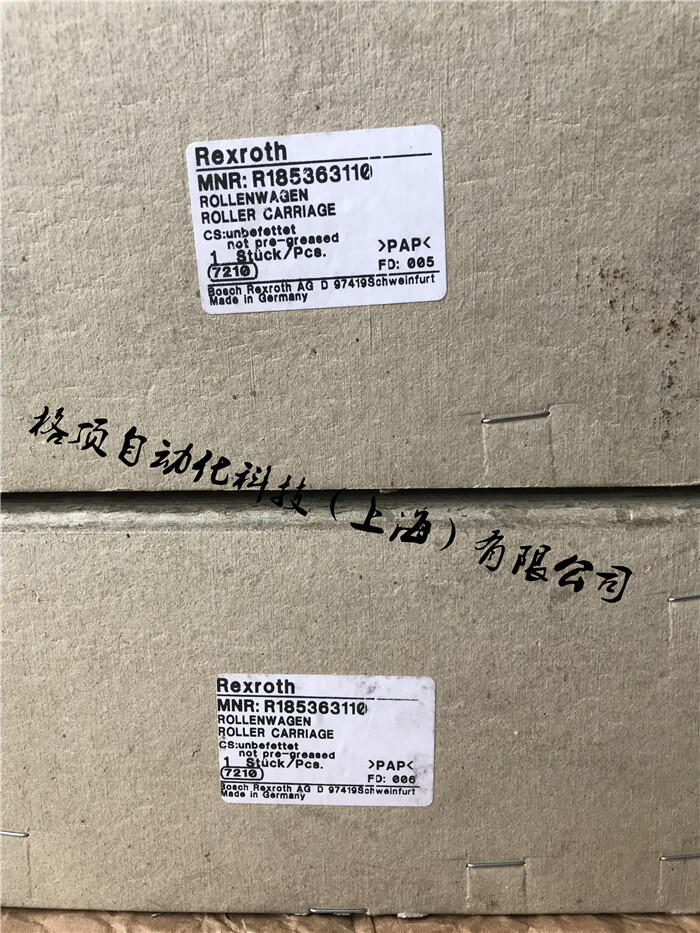 Rexroth
MNR: R185363110
ROLLENWAGEN
ROLLER CARRIAGE
CS:unbefettet
not pre-greased
1 Stück/Pcs. >PAP<
7210 FD: 005
Bosch Rexroth AG D 97419Schweinfurt
Made in Germany
格顶自动化科技（上海）有限公司
Rexroth
MNR: R185363110
ROLLENWAGEN
ROLLER CARRIAGE
CS:unbefettet
not pre-greased
1 Stück/Pcs. >PAP<
7210 FD: 006
Bosch Rexroth AG D 97419Schweinfurt
Made in Germany